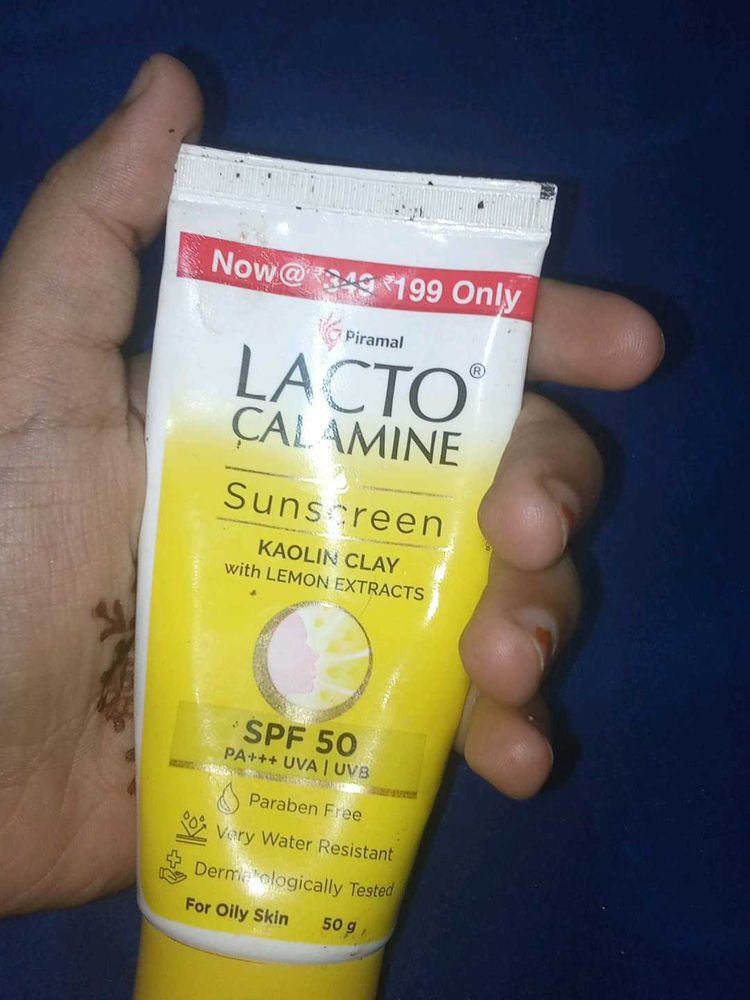 Now@ ₹349 ₹199 Only
Piramal
LACTO®
CALAMINE
Sunscreen
KAOLIN CLAY
with LEMON EXTRACTS
SPF 50
PA+++ UVA | UVB
Paraben Free
Very Water Resistant
Dermatologically Tested
For Oily Skin 50 g